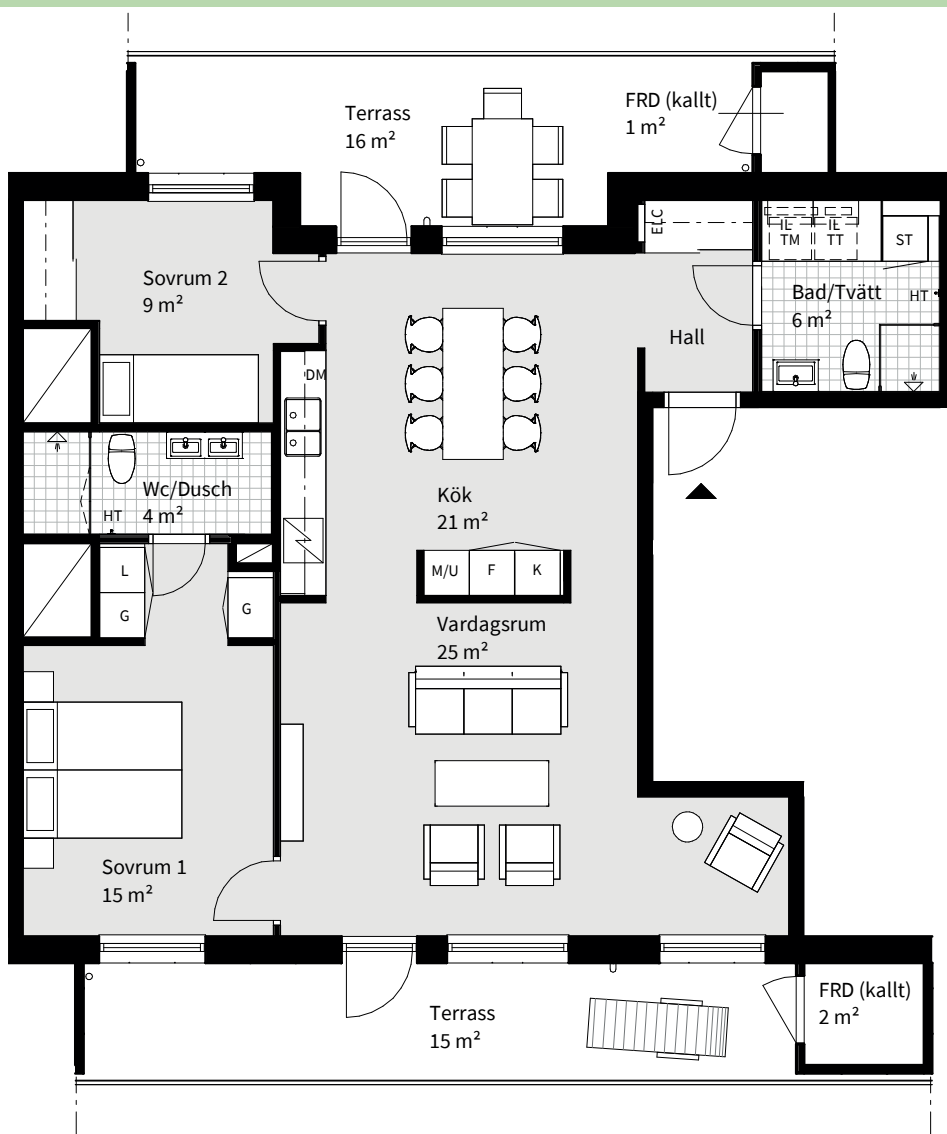 Terrass
16 m²
FRD (kallt)
1 m²
ELC
IL
TM
IL
TT
ST
Sovrum 2
9 m²
Bad/Tvätt
6 m²
HT
Hall
DM
Wc/Dusch
4 m²
HT
Kök
21 m²
M/U
F
K
L
G
G
Vardagsrum
25 m²
Sovrum 1
15 m²
Terrass
15 m²
FRD (kallt)
2 m²